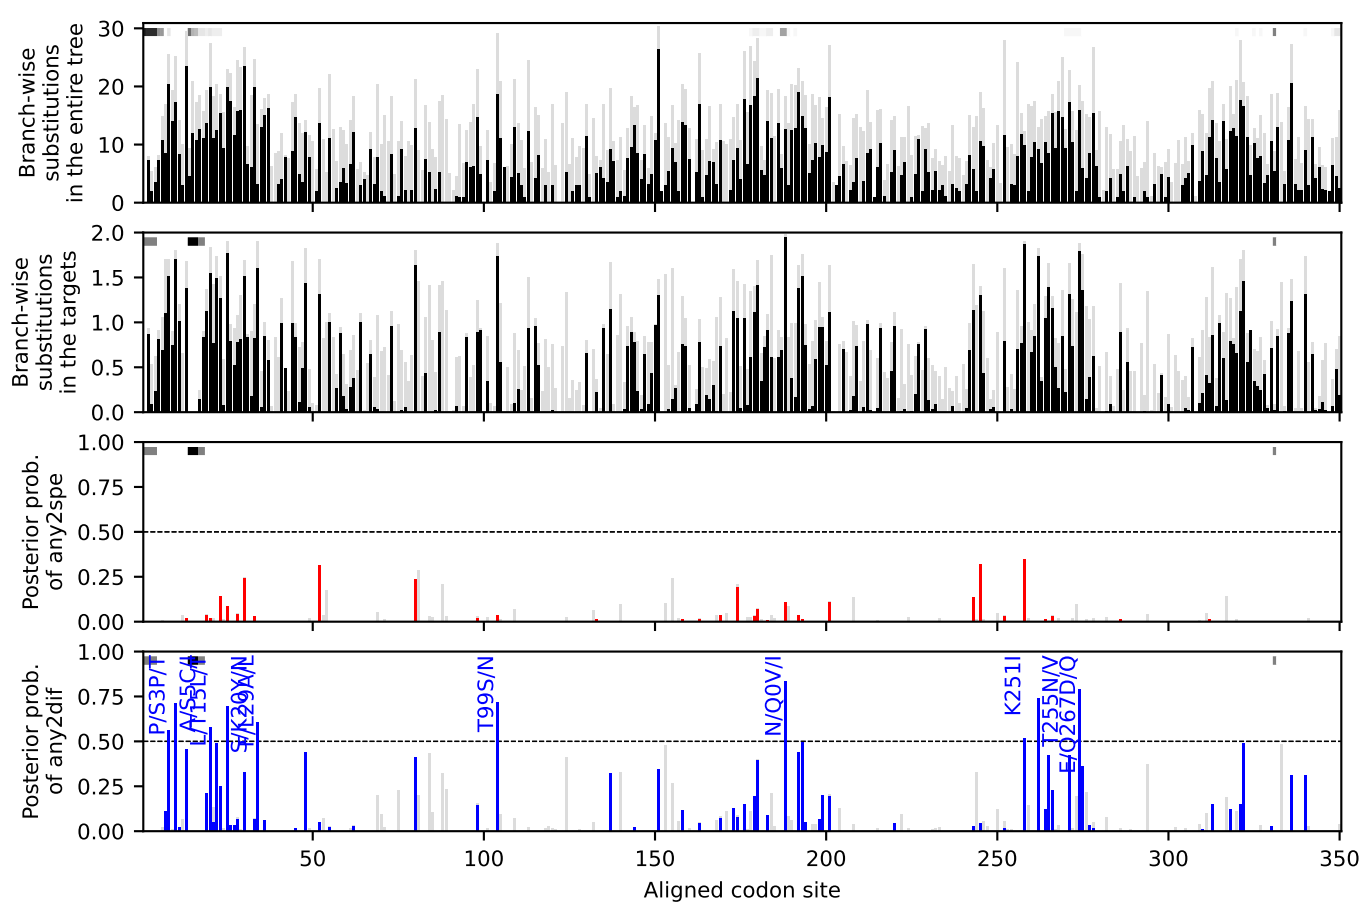 Branch-wise
substitutions
in the entire tree
30
20
10
0
Branch-wise
substitutions
in the targets
2.0
1.5
1.0
0.5
0.0
Posterior prob.
of any2spe
1.00
0.75
0.50
0.25
0.00
Posterior prob.
of any2dif
1.00
0.75
0.50
0.25
0.00
P/S3P/T
T99S/N
N/Q0V/I
K251I
T255N/V
E/Q267D/Q
50
100
150
200
250
300
350
Aligned codon site